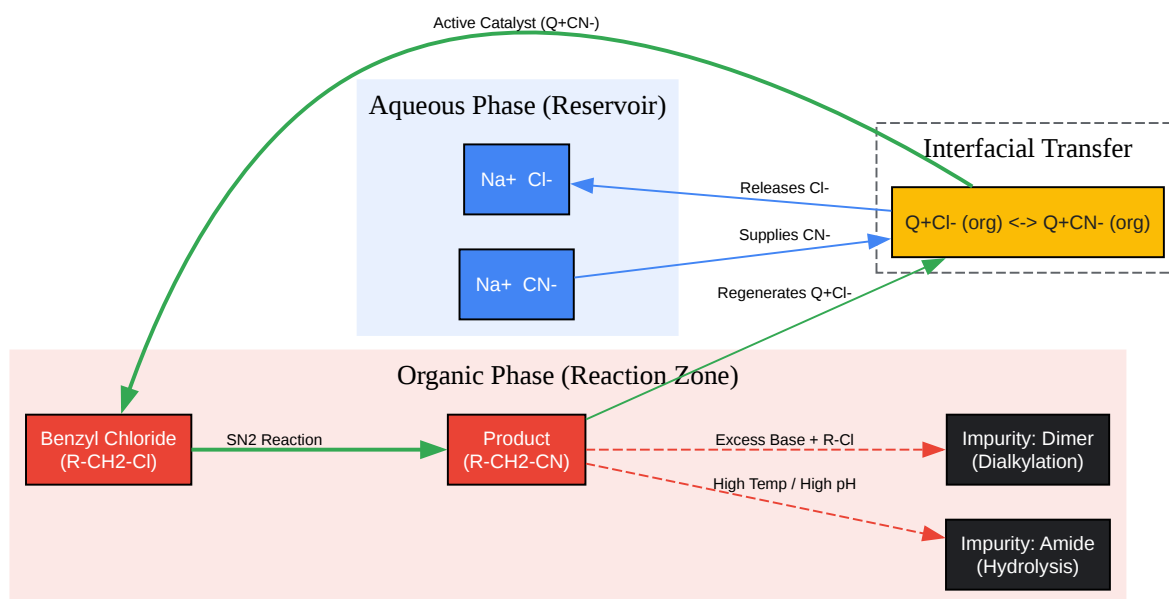 Active Catalyst (Q+CN-)
Aqueous Phase (Reservoir)
Na+  Cl-
Releases Cl-
Interfacial Transfer
Q+Cl- (org) <-> Q+CN- (org)
Supplies CN-
Na+  CN-
Regenerates Q+Cl-
Organic Phase (Reaction Zone)
Benzyl Chloride
(R-CH2-Cl)
SN2 Reaction
Product
(R-CH2-CN)
Excess Base + R-Cl
Impurity: Dimer
(Dialkylation)
High Temp / High pH
Impurity: Amide
(Hydrolysis)